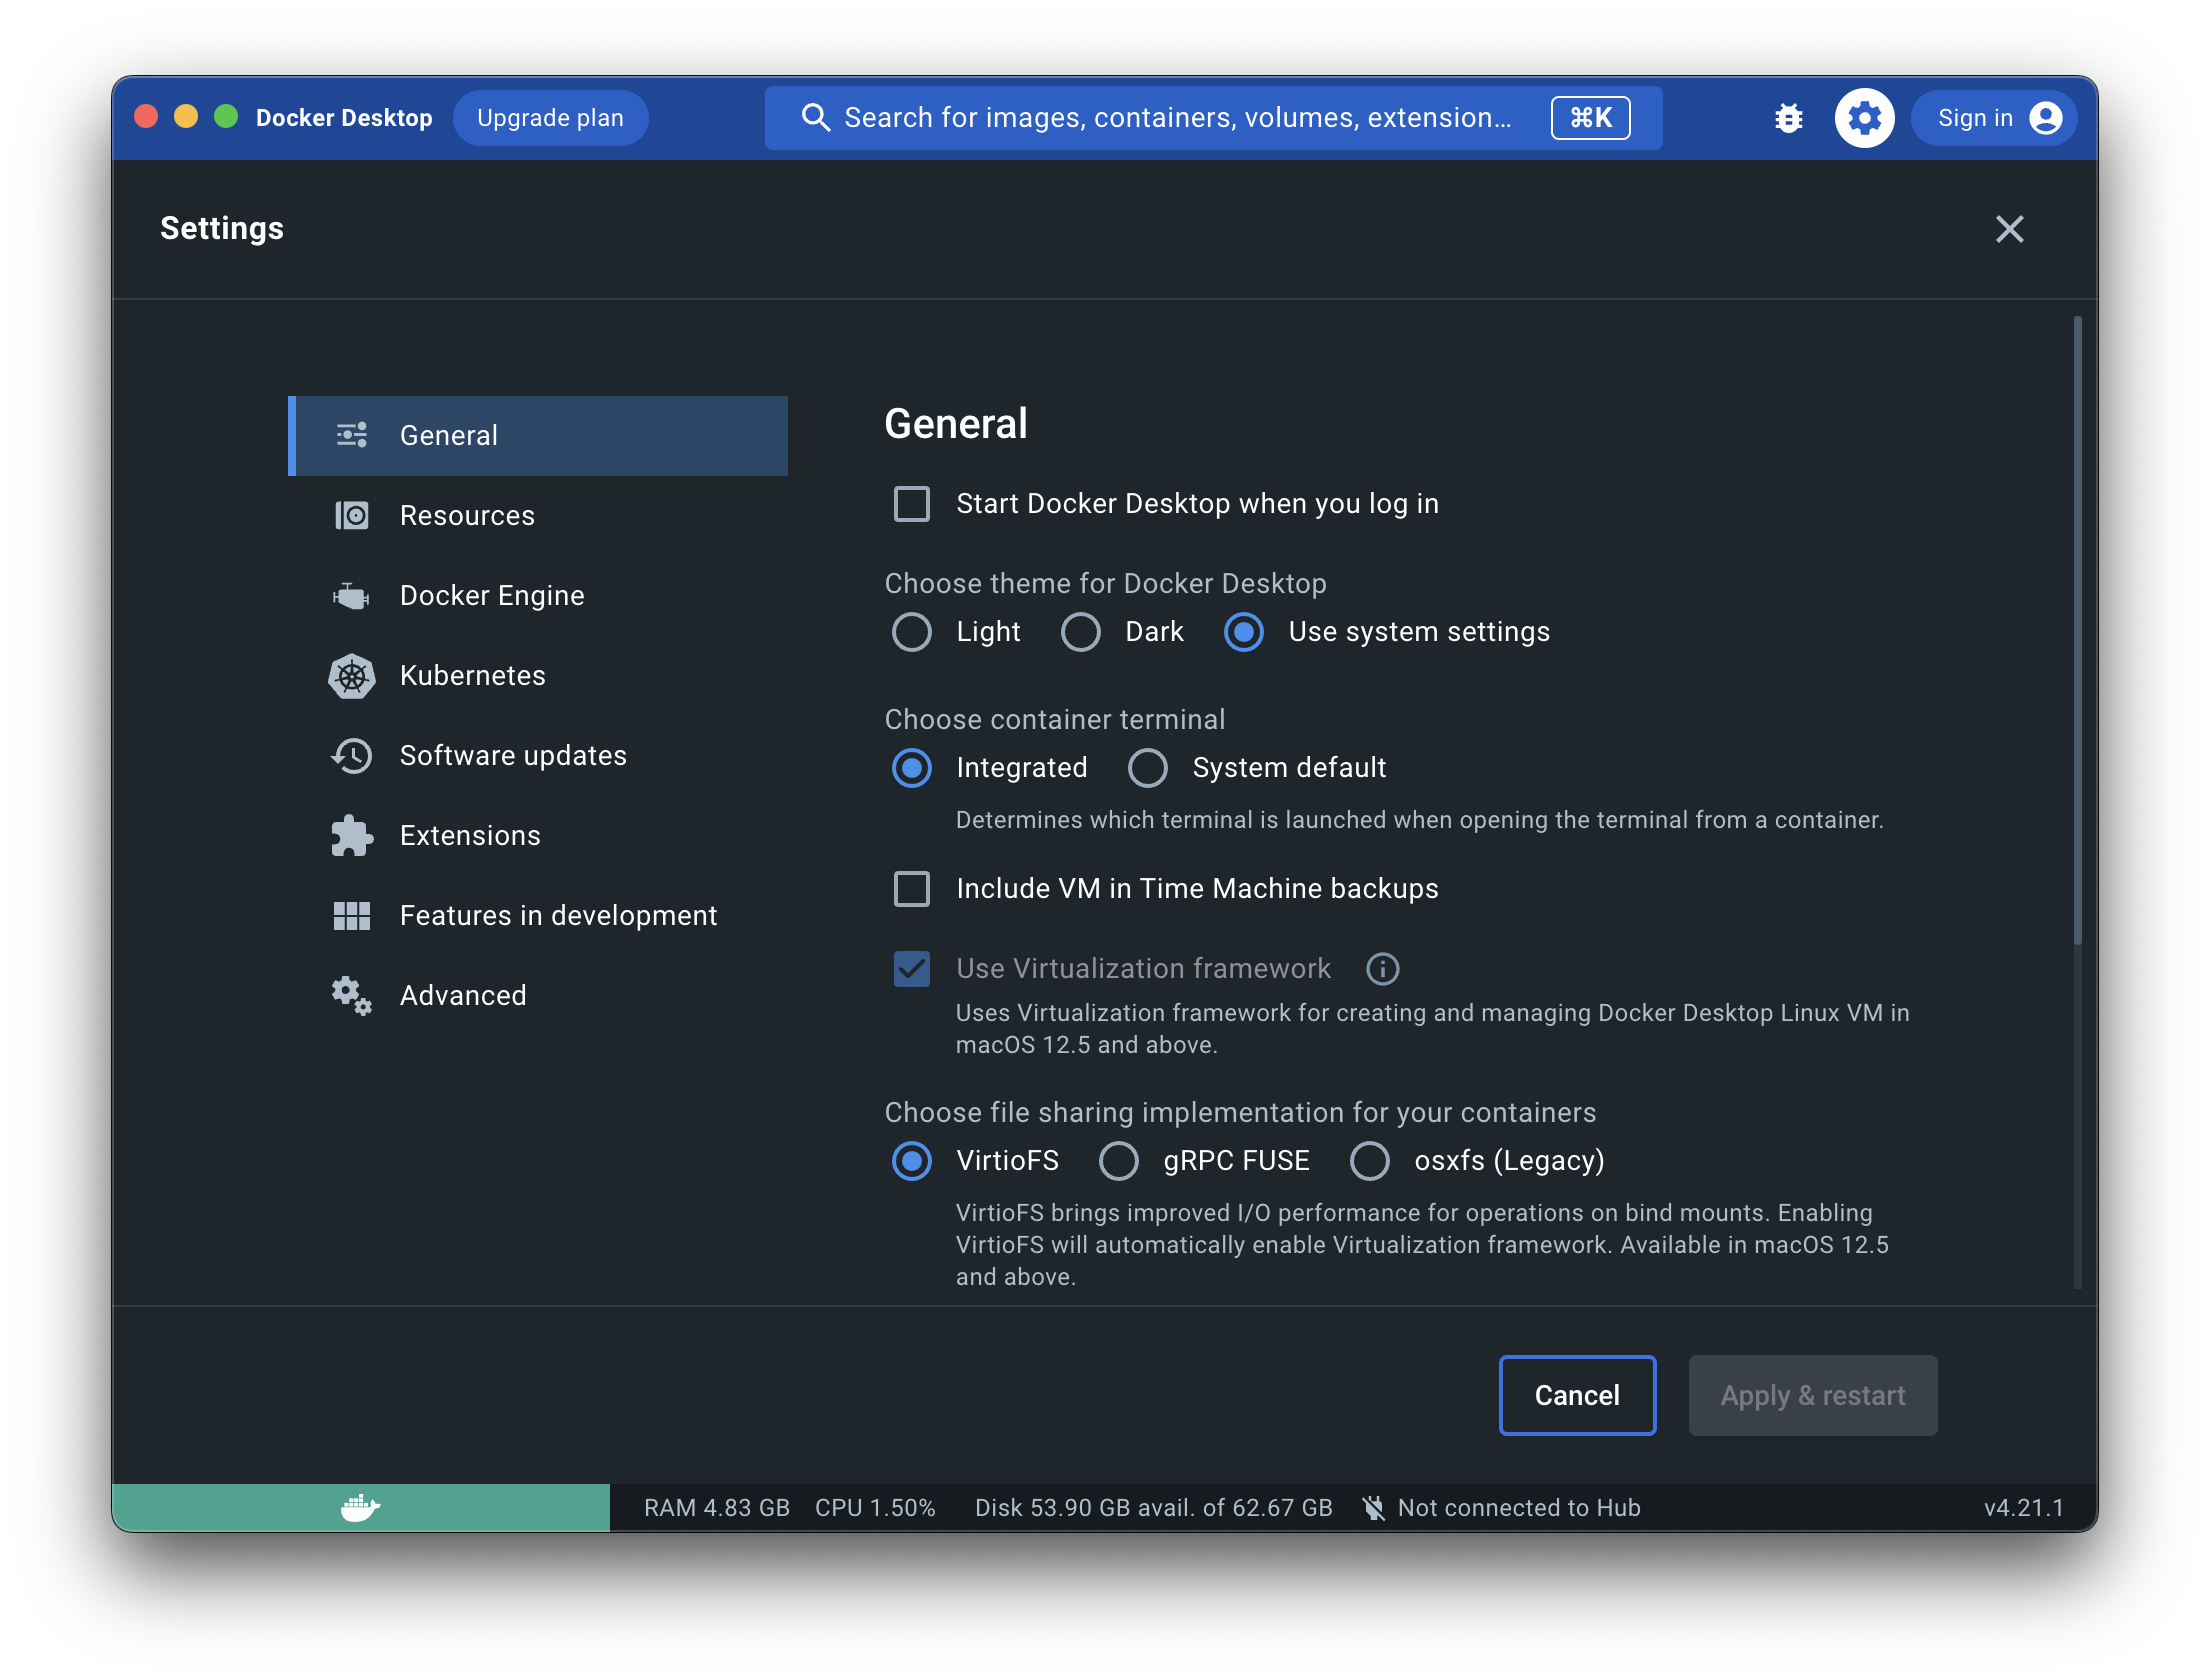 Docker Desktop
Upgrade plan
Search for images, containers, volumes, extension...
⌘K
Sign in
Settings
General
Resources
Docker Engine
Kubernetes
Software updates
Extensions
Features in development
Advanced
General
Start Docker Desktop when you log in
Choose theme for Docker Desktop
Light Dark Use system settings
Choose container terminal
Integrated System default
Determines which terminal is launched when opening the terminal from a container.
Include VM in Time Machine backups
Use Virtualization framework
Uses Virtualization framework for creating and managing Docker Desktop Linux VM in
macOS 12.5 and above.
Choose file sharing implementation for your containers
VirtioFS gRPC FUSE osxfs (Legacy)
VirtioFS brings improved I/O performance for operations on bind mounts. Enabling
VirtioFS will automatically enable Virtualization framework. Available in macOS 12.5
and above.
Cancel Apply & restart
RAM 4.83 GB CPU 1.50% Disk 53.90 GB avail. of 62.67 GB Not connected to Hub v4.21.1